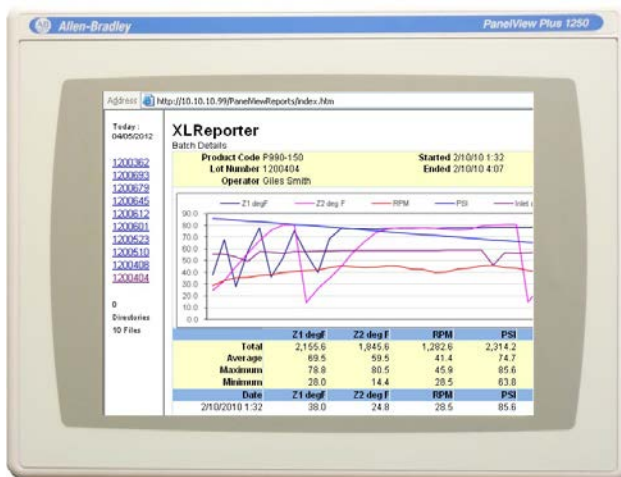 AB Allen-Bradley
PanelView Plus 1250
Address http://10.10.10.99/PanelViewReports/index.htm
Today :
04/05/2012
1200362
1200693
1200679
1200645
1200612
1200601
1200523
1200510
1200408
1200404
0
Directories
10 Files
XLReporter
Batch Details
Product Code P990-150 Started 2/10/10 1:32
Lot Number 1200404 Ended 2/10/10 4:07
Operator Giles Smith
Z1 degF Z2 deg F RPM PSI Inlet
90.0
80.0
70.0
60.0
50.0
40.0
30.0
20.0
10.0
0.0
Z1 degF Z2 deg F RPM PSI
Total 2,155.6 1,845.6 1,282.6 2,314.2
Average 69.5 59.5 41.4 74.7
Maximum 78.8 80.5 45.9 85.6
Minimum 28.0 14.4 28.5 63.8
Date Z1 degF Z2 deg F RPM PSI
2/10/2010 1:32 38.0 24.8 28.5 85.6